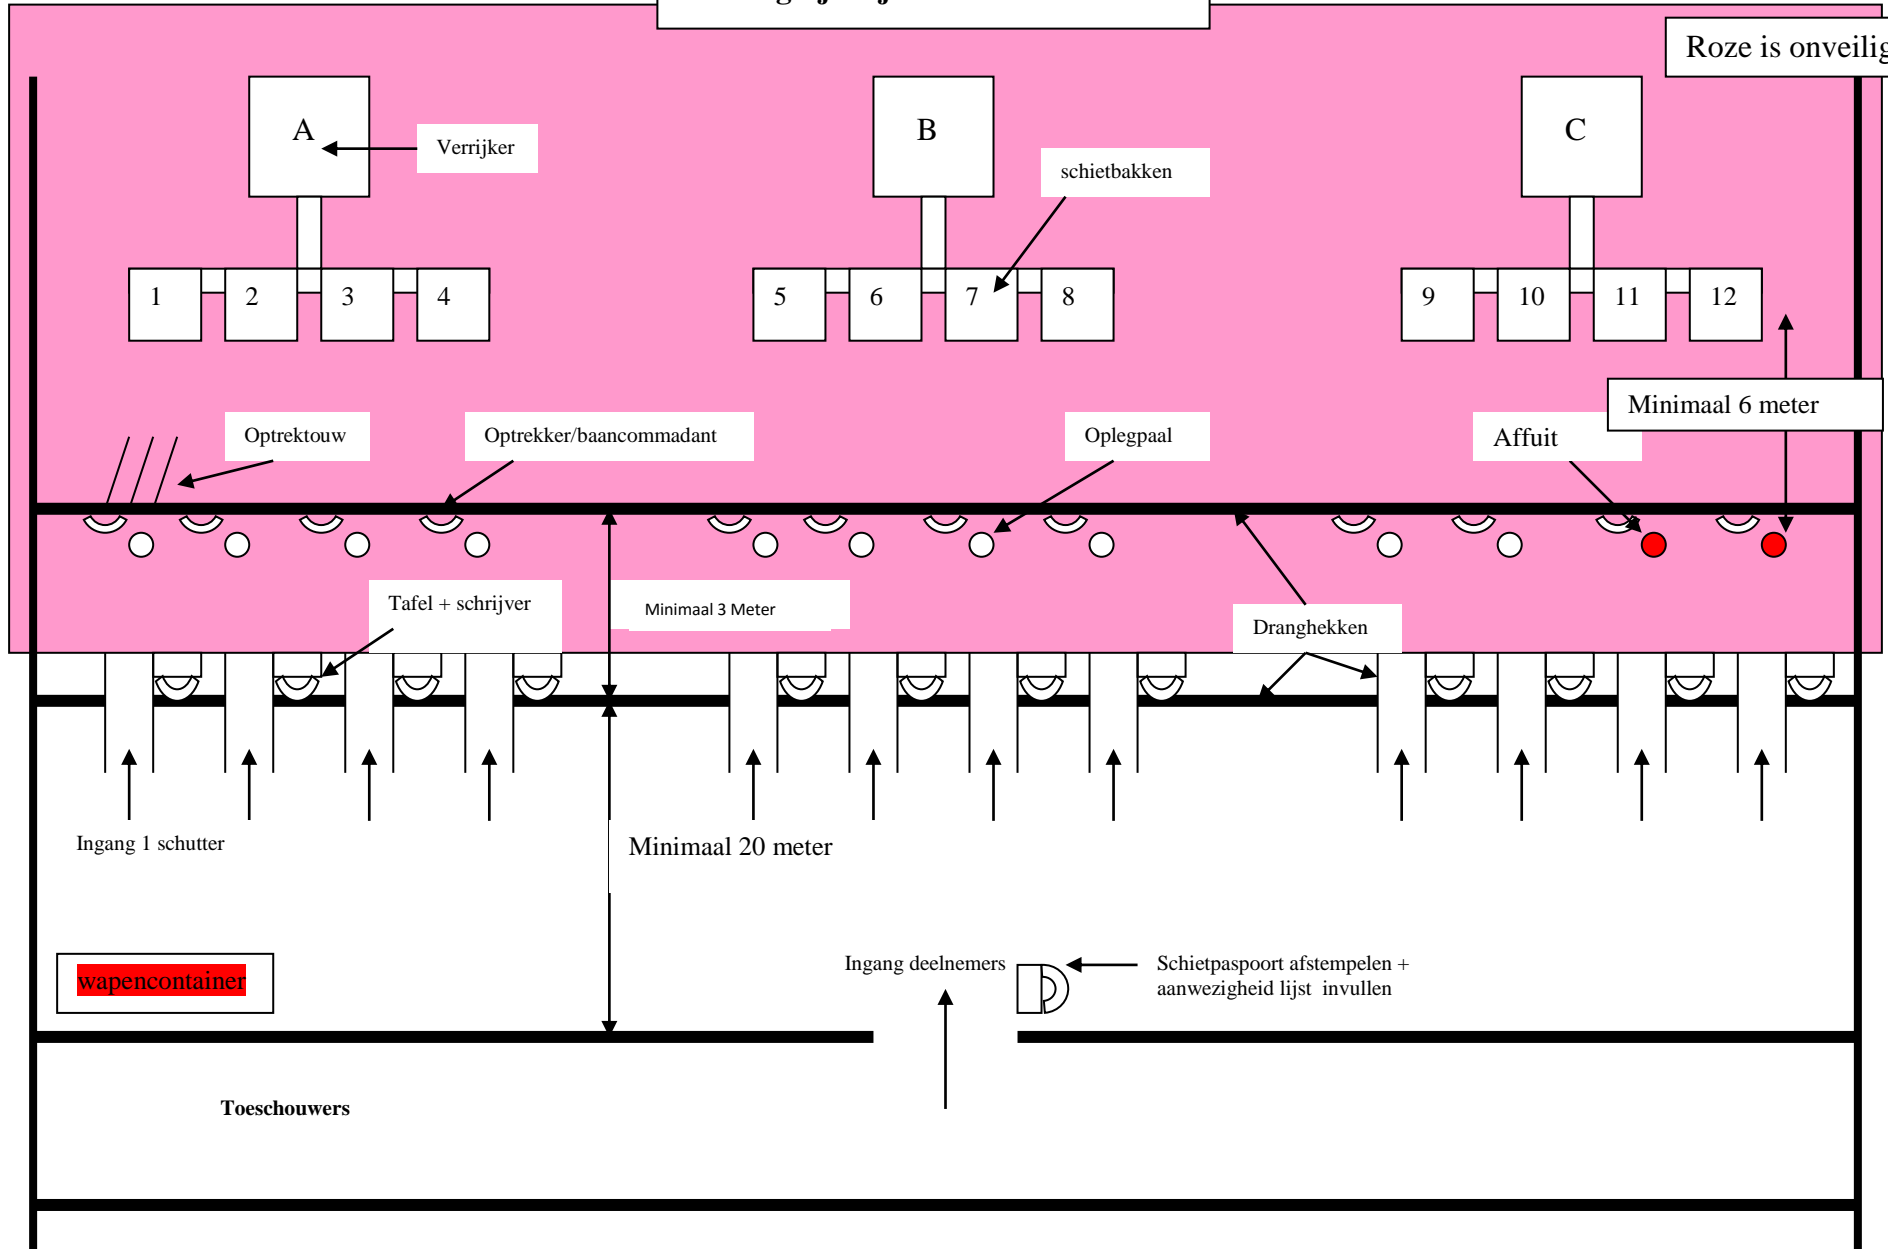 Roze is onveilig
A
B
C
Verrijker
schietbakken
1
2
3
4
5
6
7
8
9
10
11
12
Minimaal 6 meter
Optrektouw
Optrekker/baancommadant
Oplegpaal
Affuit
Tafel + schrijver
Minimaal 3 Meter
Dranghekken
Ingang 1 schutter
Minimaal 20 meter
wapencontainer
Ingang deelnemers
Schietpaspoort afstempelen +
aanwezigheid lijst invullen
Toeschouwers